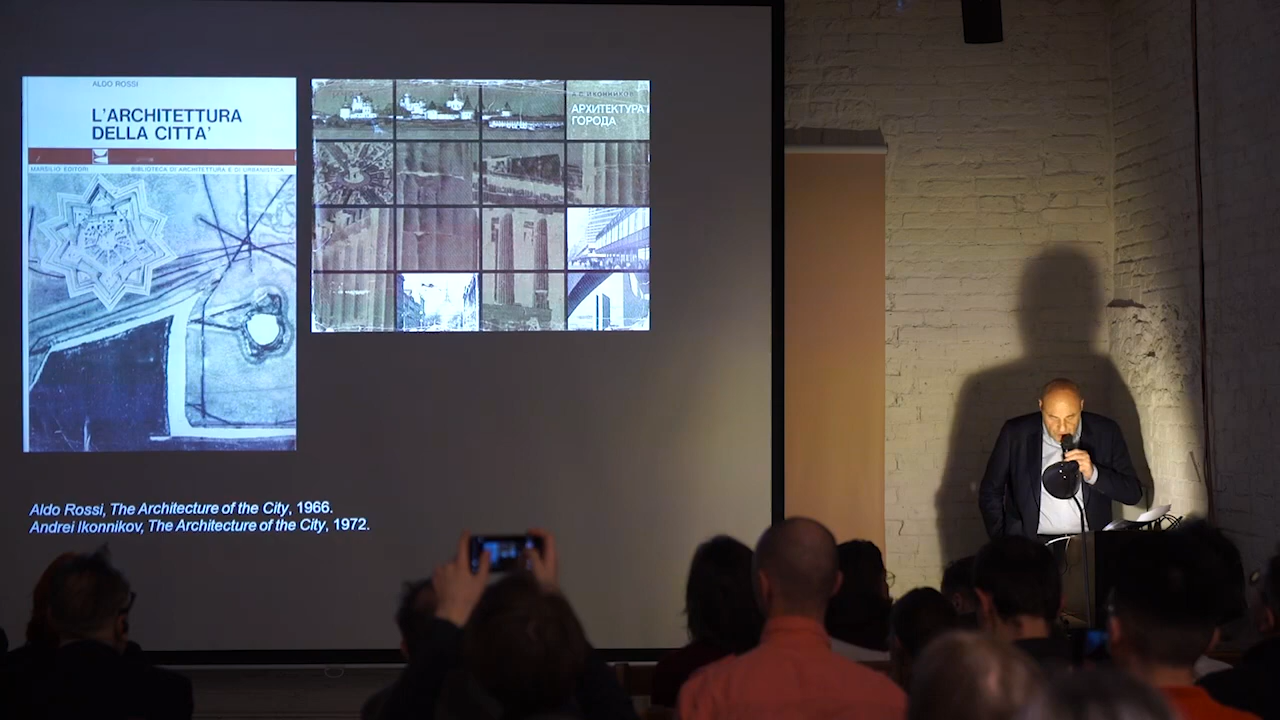 ALDO ROSSI
L'ARCHITETTURA
DELLA CITTA'
MARSILIO EDITORI BIBLIOTECA DI ARCHITETTURA E DI URBANISTICA
А.В. ИКОННИКОВ
АРХИТЕКТУРА
ГОРОДА
Aldo Rossi, The Architecture of the City, 1966.
Andrei Ikonnikov, The Architecture of the City, 1972.